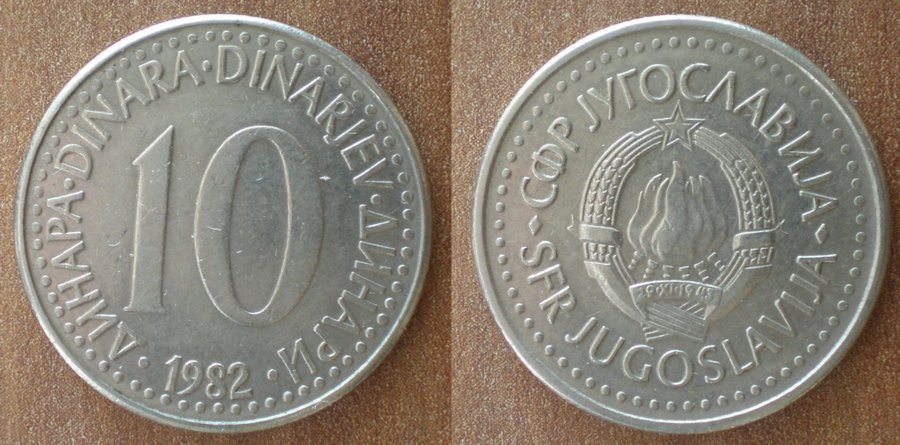 ДИНАРА · DINARA · DINARJEV · ДИНАРИ ·
10
1982
СФР ЈУГОСЛАВИЈА
SFR JUGOSLAVIJA
29·XI·1943